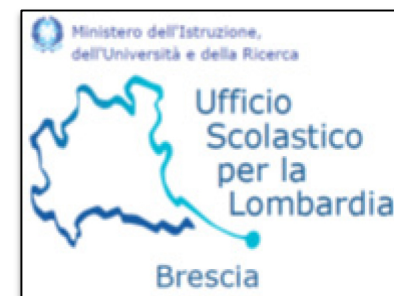 Ministero dell'Istruzione,
dell'Università e della Ricerca
Ufficio
Scolastico
per la
Lombardia
Brescia